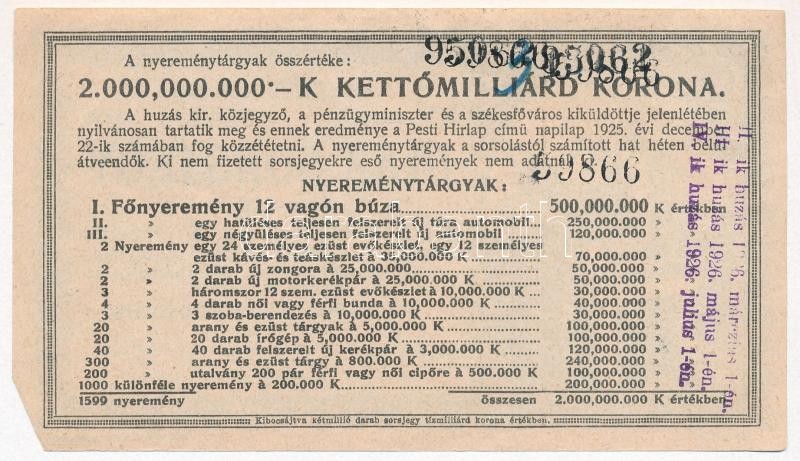 A nyereménytárgyak összértéke:
2.000,000.000·–K KETTŐMILLIÁRD KORONA.
A huzás kir. közjegyző, a pénzügyminiszter és a székesfőváros kiküldöttje jelenlétében
nyilvánosan tartatik meg és ennek eredménye a Pesti Hirlap cimü napilap 1925. évi
22-ik számában fog közzététetni. A nyereménytárgyak a sorsolástól számított hat héten belül
átveendők. Ki nem fizetett sorsjegyekre eső nyeremények nem
59866
NYEREMÉNYTÁRGYAK:
I. Főnyeremény 12 vagón búza 500,000.000 K értékben
II. » egy hatüléses teljesen felszerelt új túra automobil 250,000.000 »
III. » egy négyüléses teljesen felszerelt új automobil 120,000.000 »
2 Nyeremény egy 24 személyes ezüst evőkészlet, egy 12 személyes
ezüst kávés és teáskészlet à 35,000.000 K 70,000.000 »
2 » 2 darab új zongora à 25,000.000 50,000.000 »
2 » 2 darab új motorkerékpár à 25,000.000 K 50,000.000 »
3 » háromszor 12 szem. ezüst evőkészlet à 10,000.000 K 30,000.000 »
4 » 4 darab női vagy férfi bunda à 10,000.000 K 40,000.000 »
3 » 3 szoba-berendezés à 10,000.000 K 30,000.000 »
20 » arany és ezüst tárgyak à 5,000.000 K 100,000.000 »
20 » 20 darab írógép à 5,000.000 K 100,000.000 »
40 » 40 darab felszerelt új kerékpár à 3,000.000 K 120,000.000 »
300 » arany és ezüst tárgy à 800.000 K 240,000.000 »
200 » utalvány 200 pár férfi vagy női cipőre à 500.000 K 100,000.000 »
1000 különféle nyeremény à 200.000 K 200,000.000 »
1599 nyeremény összesen 2.000,000.000 K értékben
Kibocsájtva kétmillió darab sorsjegy tízmilliárd korona értékben.
II. ik huzás 1926. március 1-én.
III. ik huzás 1926. május 1-én.
IV. ik huzás 1926. julius 1-én.